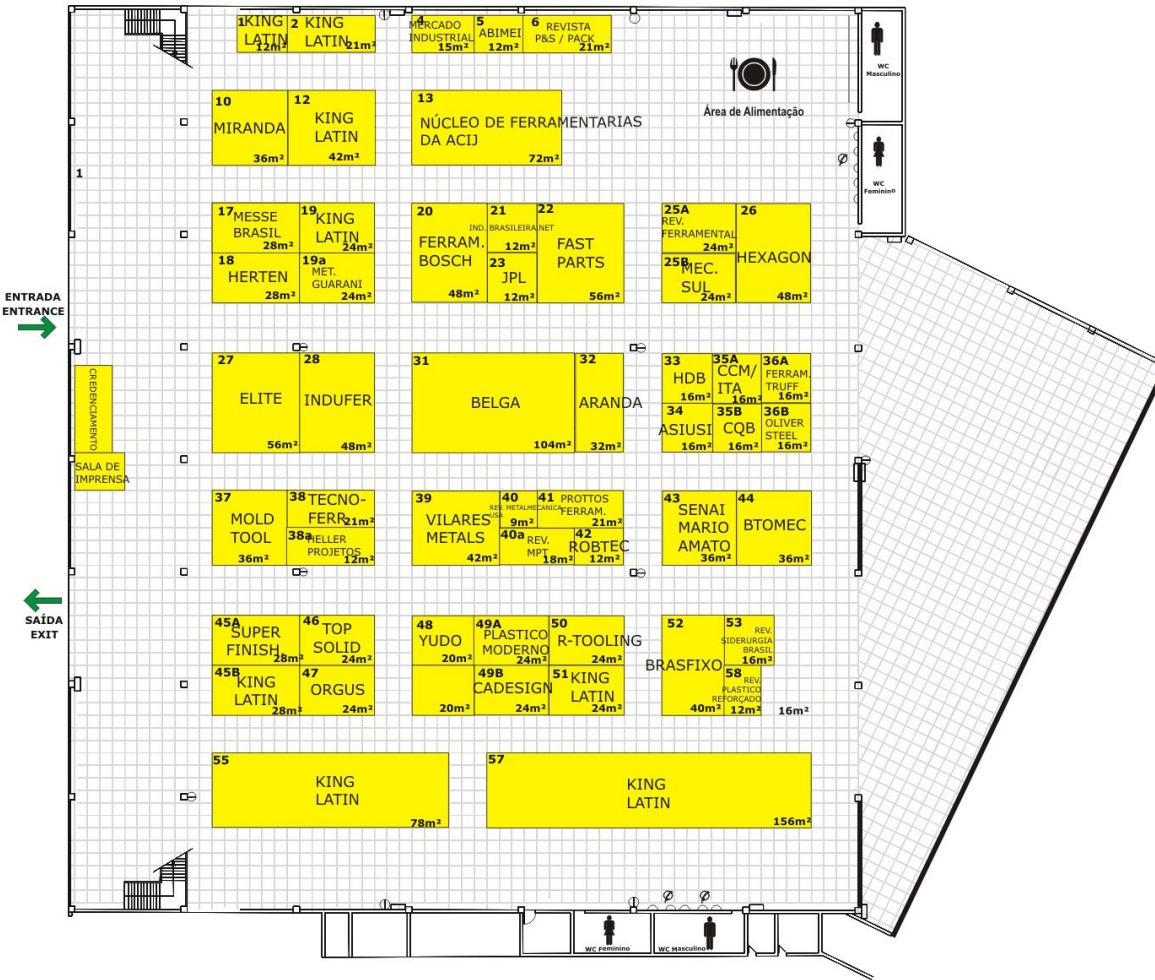 1 KING
LATIN
12m²
2 KING
LATIN
21m²
4
MERCADO
INDUSTRIAL
15m²
5
ABIMEI
12m²
6 REVISTA
P&S / PACK
21m²
WC
Masculino
Área de Alimentação
10
MIRANDA
36m²
12
KING
LATIN
42m²
13
NÚCLEO DE FERRAMENTARIAS
DA ACIJ
72m²
1
WC
Feminino
17 MESSE
BRASIL
28m²
19 KING
LATIN
24m²
18
HERTEN
28m²
19a
MET.
GUARANI
24m²
20
FERRAM.
BOSCH
48m²
21
IND. BRASILEIRA.NET
12m²
22
FAST
PARTS
56m²
23
JPL
12m²
25A
REV.
FERRAMENTAL
24m²
25B
MEC.
SUL
24m²
26
HEXAGON
48m²
ENTRADA
ENTRANCE
CREDENCIAMENTO
SALA DE
IMPRENSA
27
ELITE
56m²
28
INDUFER
48m²
31
BELGA
104m²
32
ARANDA
32m²
33
HDB
16m²
35A
CCM/
ITA
16m²
36A
FERRAM.
TRUFF
16m²
34
ASIUSI
16m²
35B
CQB
16m²
36B
OLIVER
STEEL
16m²
37
MOLD
TOOL
36m²
38 TECNO-
FERR.
21m²
38a HELLER
PROJETOS
12m²
39
VILARES
METALS
42m²
40
REV. METALMECANICA
USA
9m²
41 PROTTOS
FERRAM.
21m²
40a REV.
MPT
18m²
42
ROBTEC
12m²
43
SENAI
MARIO
AMATO
36m²
44
BTOMEC
36m²
SAÍDA
EXIT
45A
SUPER
FINISH.
28m²
46 TOP
SOLID
24m²
45B
KING
LATIN
28m²
47
ORGUS
24m²
48
YUDO
20m²
20m²
49A
PLASTICO
MODERNO
24m²
50
R-TOOLING
24m²
49B
CADESIGN
24m²
51 KING
LATIN
24m²
52
BRASFIXO
40m²
53
REV.
SIDERURGIA
BRASIL
16m²
58
REV.
PLASTICO
REFORÇADO
12m²
16m²
55
KING
LATIN
78m²
57
KING
LATIN
156m²
WC Feminino
WC Masculino